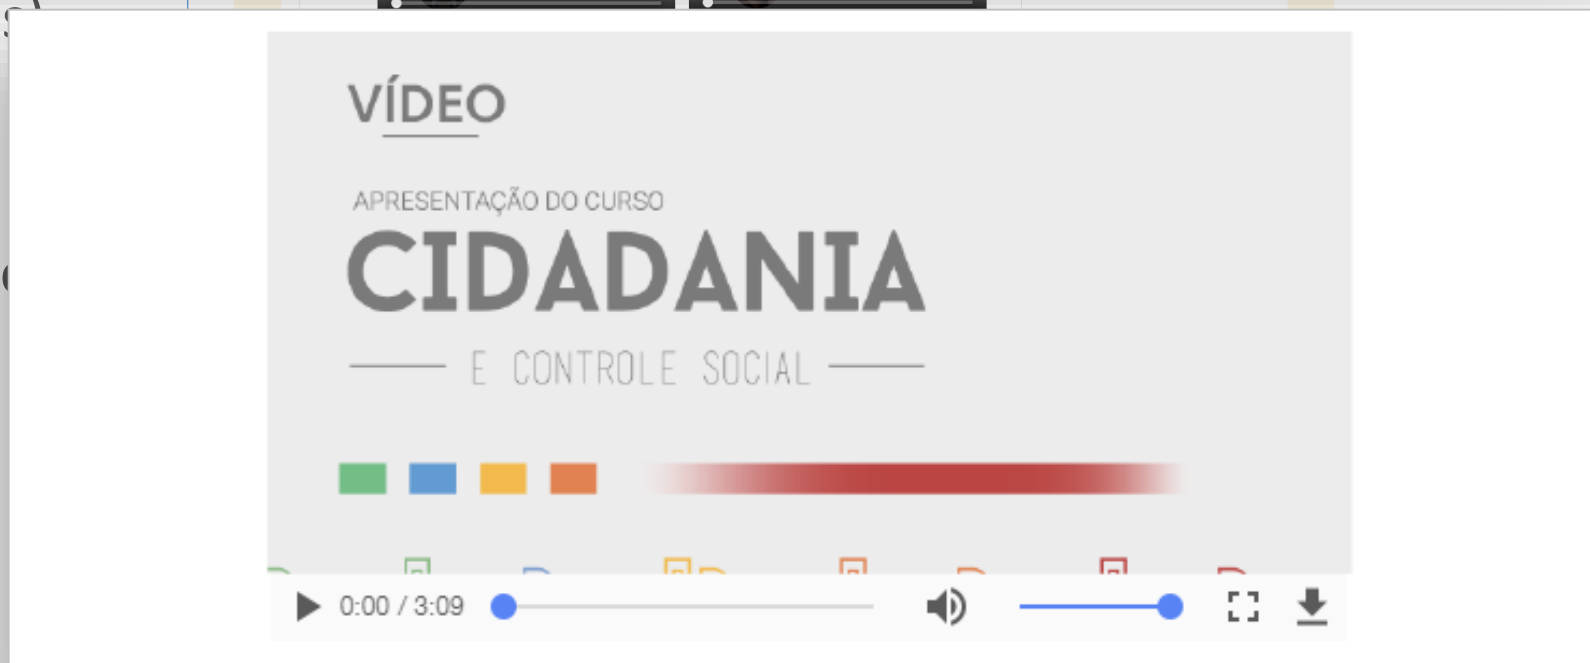 VÍDEO
APRESENTAÇÃO DO CURSO
CIDADANIA
E CONTROLE SOCIAL
0:00 / 3:09